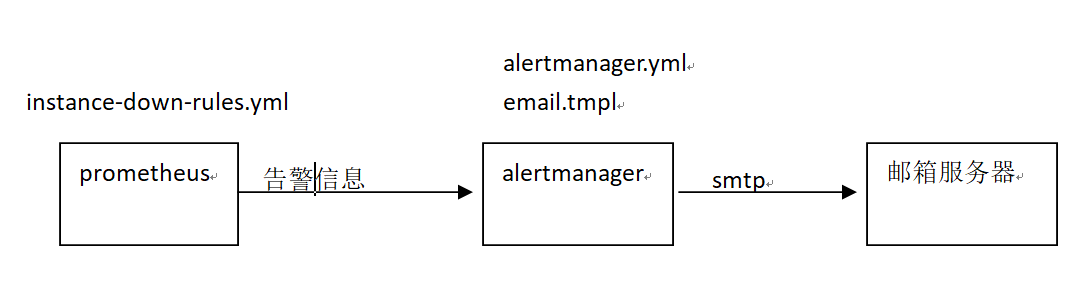 alertmanager.yml
instance-down-rules.yml
email.tmpl
prometheus
告警信息
alertmanager
smtp
邮箱服务器